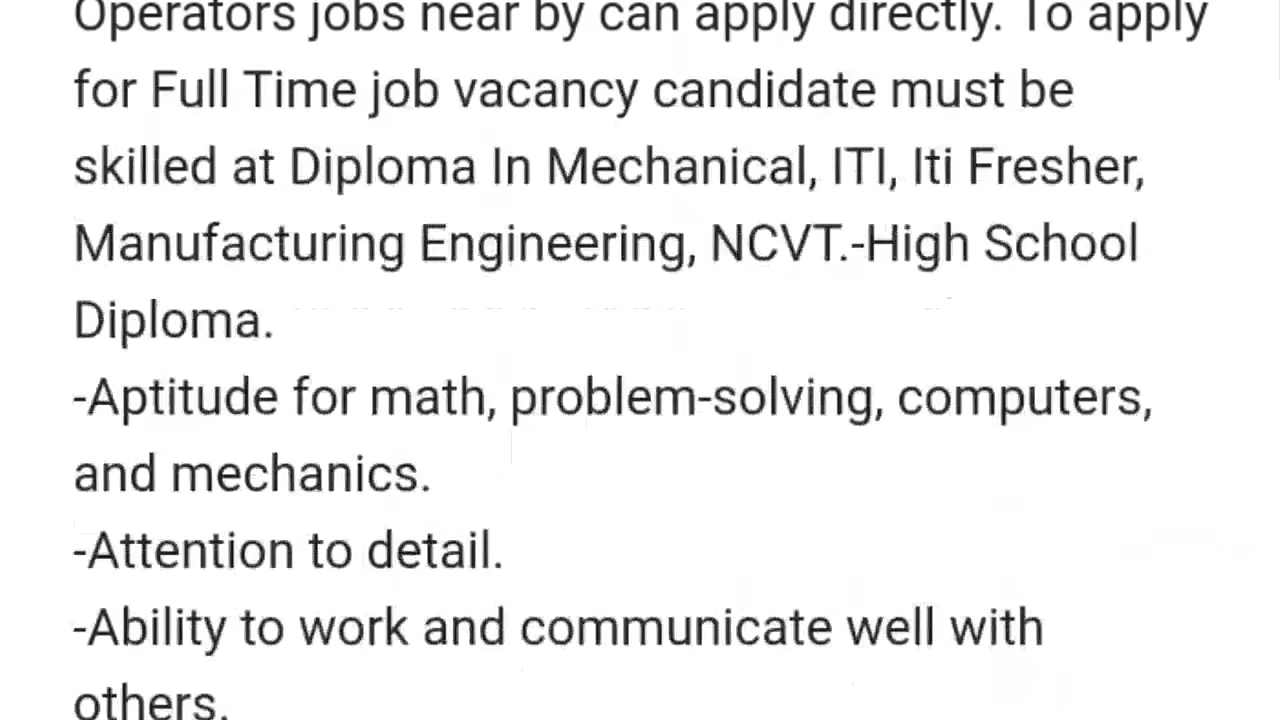 Operators jobs near by can apply directly. To apply
for Full Time job vacancy candidate must be
skilled at Diploma In Mechanical, ITI, Iti Fresher,
Manufacturing Engineering, NCVT.-High School
Diploma.
-Aptitude for math, problem-solving, computers,
and mechanics.
-Attention to detail.
-Ability to work and communicate well with
others.